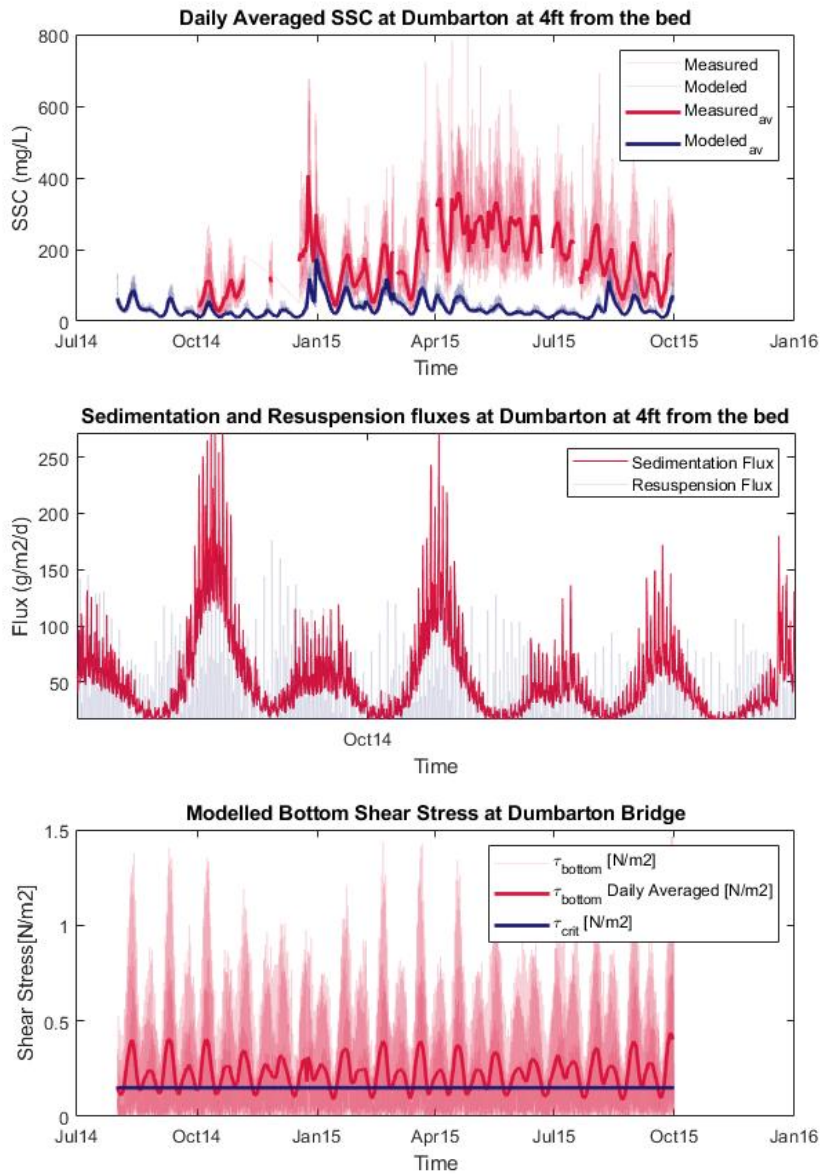 Daily Averaged SSC at Dumbarton at 4ft from the bed
800
600
400
200
0
SSC (mg/L)
Measured
Modeled
Measured_av
Modeled_av
Jul14 Oct14 Jan15 Apr15 Jul15 Oct15 Jan16
Time
Sedimentation and Resuspension fluxes at Dumbarton at 4ft from the bed
250
200
150
100
50
Flux (g/m2/d)
Sedimentation Flux
Resuspension Flux
Oct14
Time
Modelled Bottom Shear Stress at Dumbarton Bridge
1.5
1
0.5
0
Shear Stress[N/m2]
τ_bottom [N/m2]
τ_bottom Daily Averaged [N/m2]
τ_crit [N/m2]
Jul14 Oct14 Jan15 Apr15 Jul15 Oct15 Jan16
Time